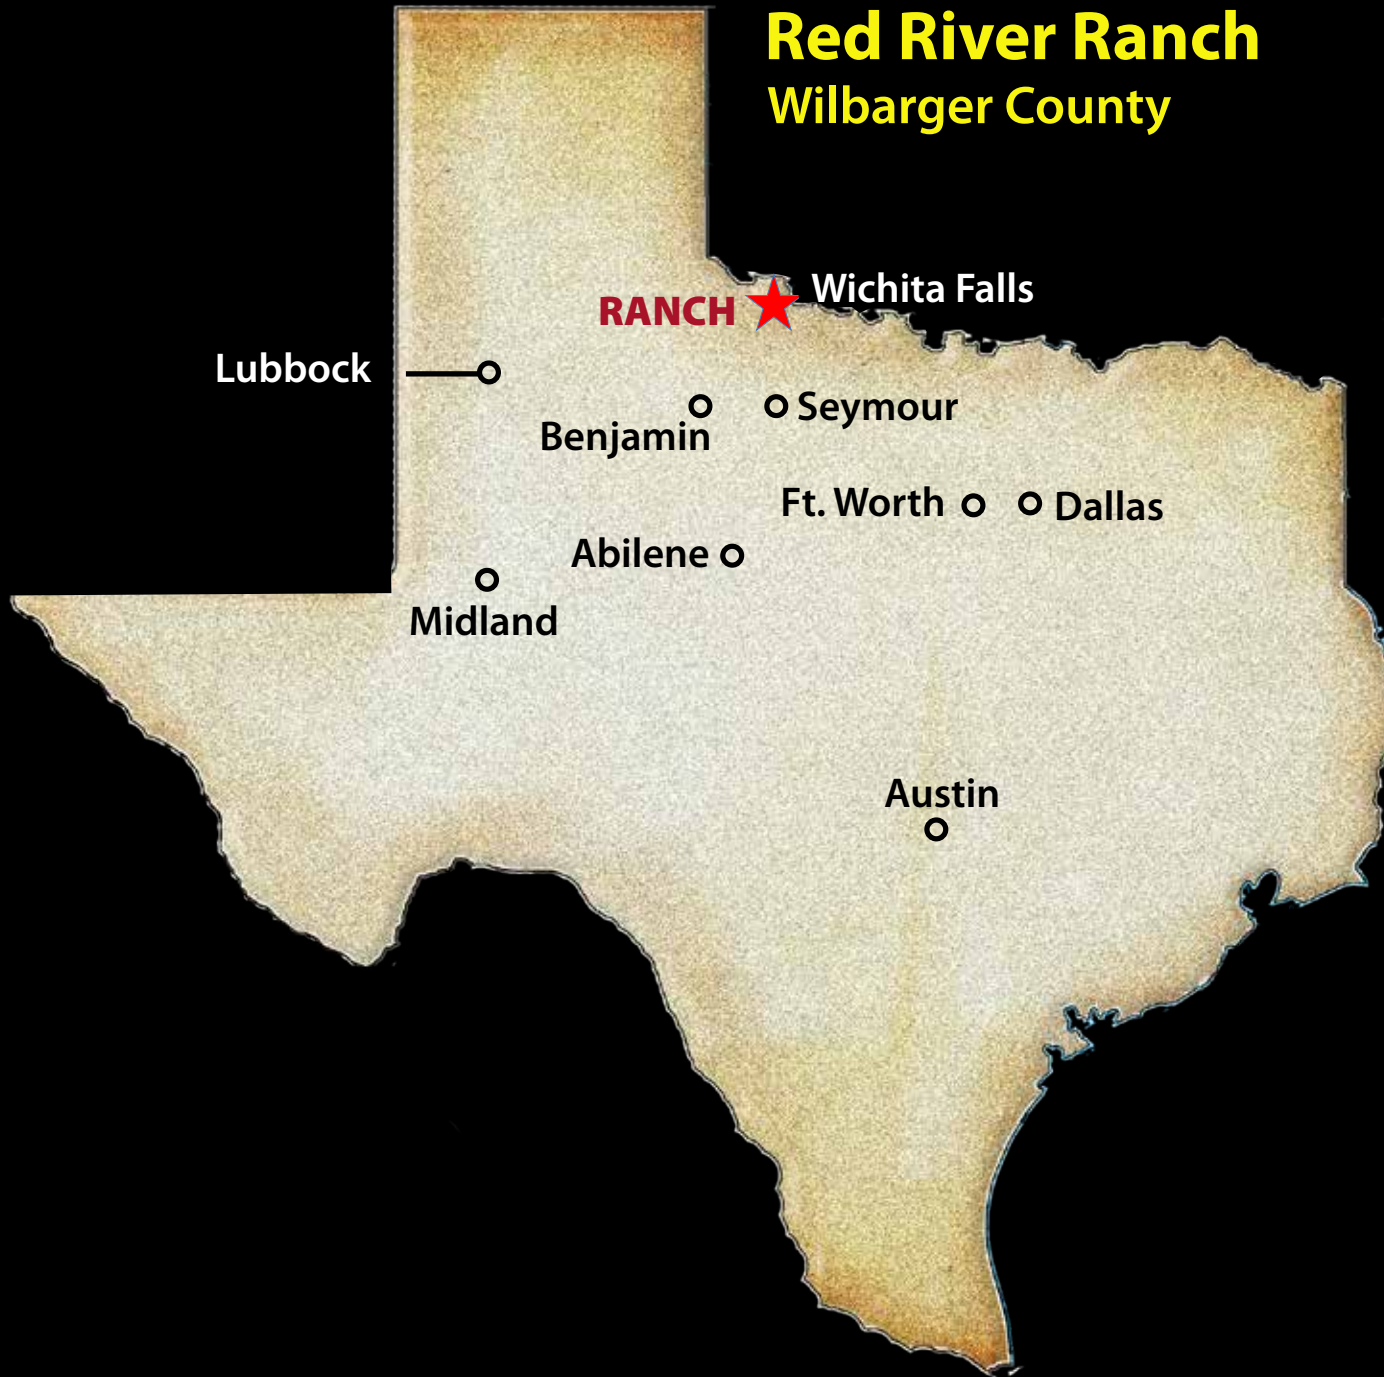 Red River Ranch
Wilbarger County
Wichita Falls
RANCH
Lubbock
Seymour
Benjamin
Ft. Worth
Dallas
Abilene
Midland
Austin